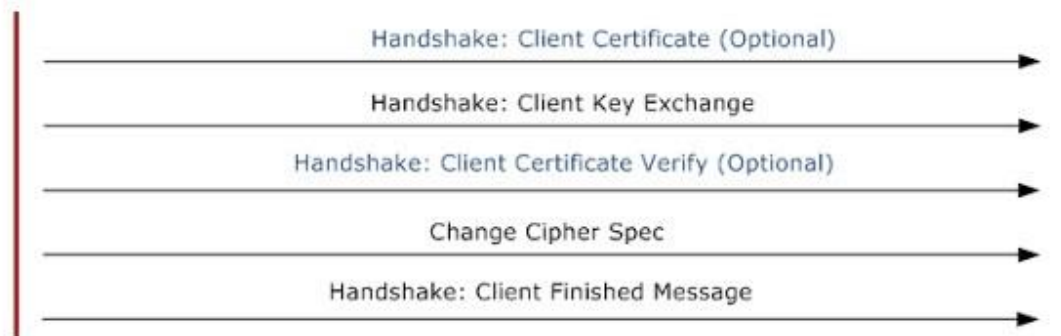 Handshake: Client Certificate (Optional)
Handshake: Client Key Exchange
Handshake: Client Certificate Verify (Optional)
Change Cipher Spec
Handshake: Client Finished Message